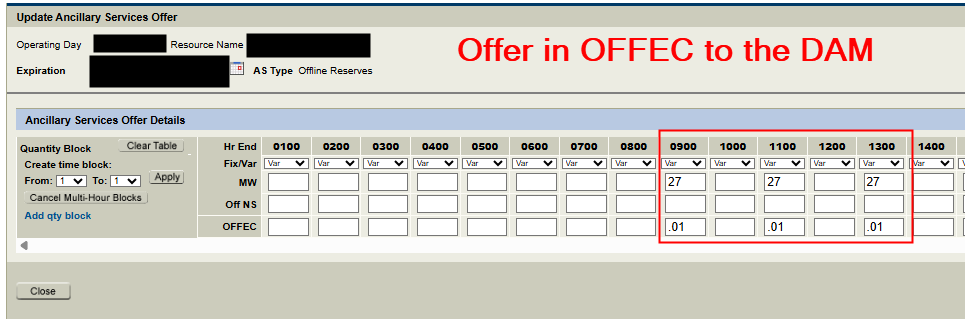 Update Ancillary Services Offer
Operating Day Resource Name
Offer in OFFEC to the DAM
Expiration AS Type Offline Reserves
Ancillary Services Offer Details
Quantity Block Clear Table Hr End 0100 0200 0300 0400 0500 0600 0700 0800 0900 1000 1100 1200 1300 1400
Create time block: Fix/Var Var Var Var Var Var Var Var Var Var Var Var Var Var Var
From: 1 To: 1 Apply MW 27 27 27
Cancel Multi-Hour Blocks Off NS
Add qty block OFFEC .01 .01 .01
Close